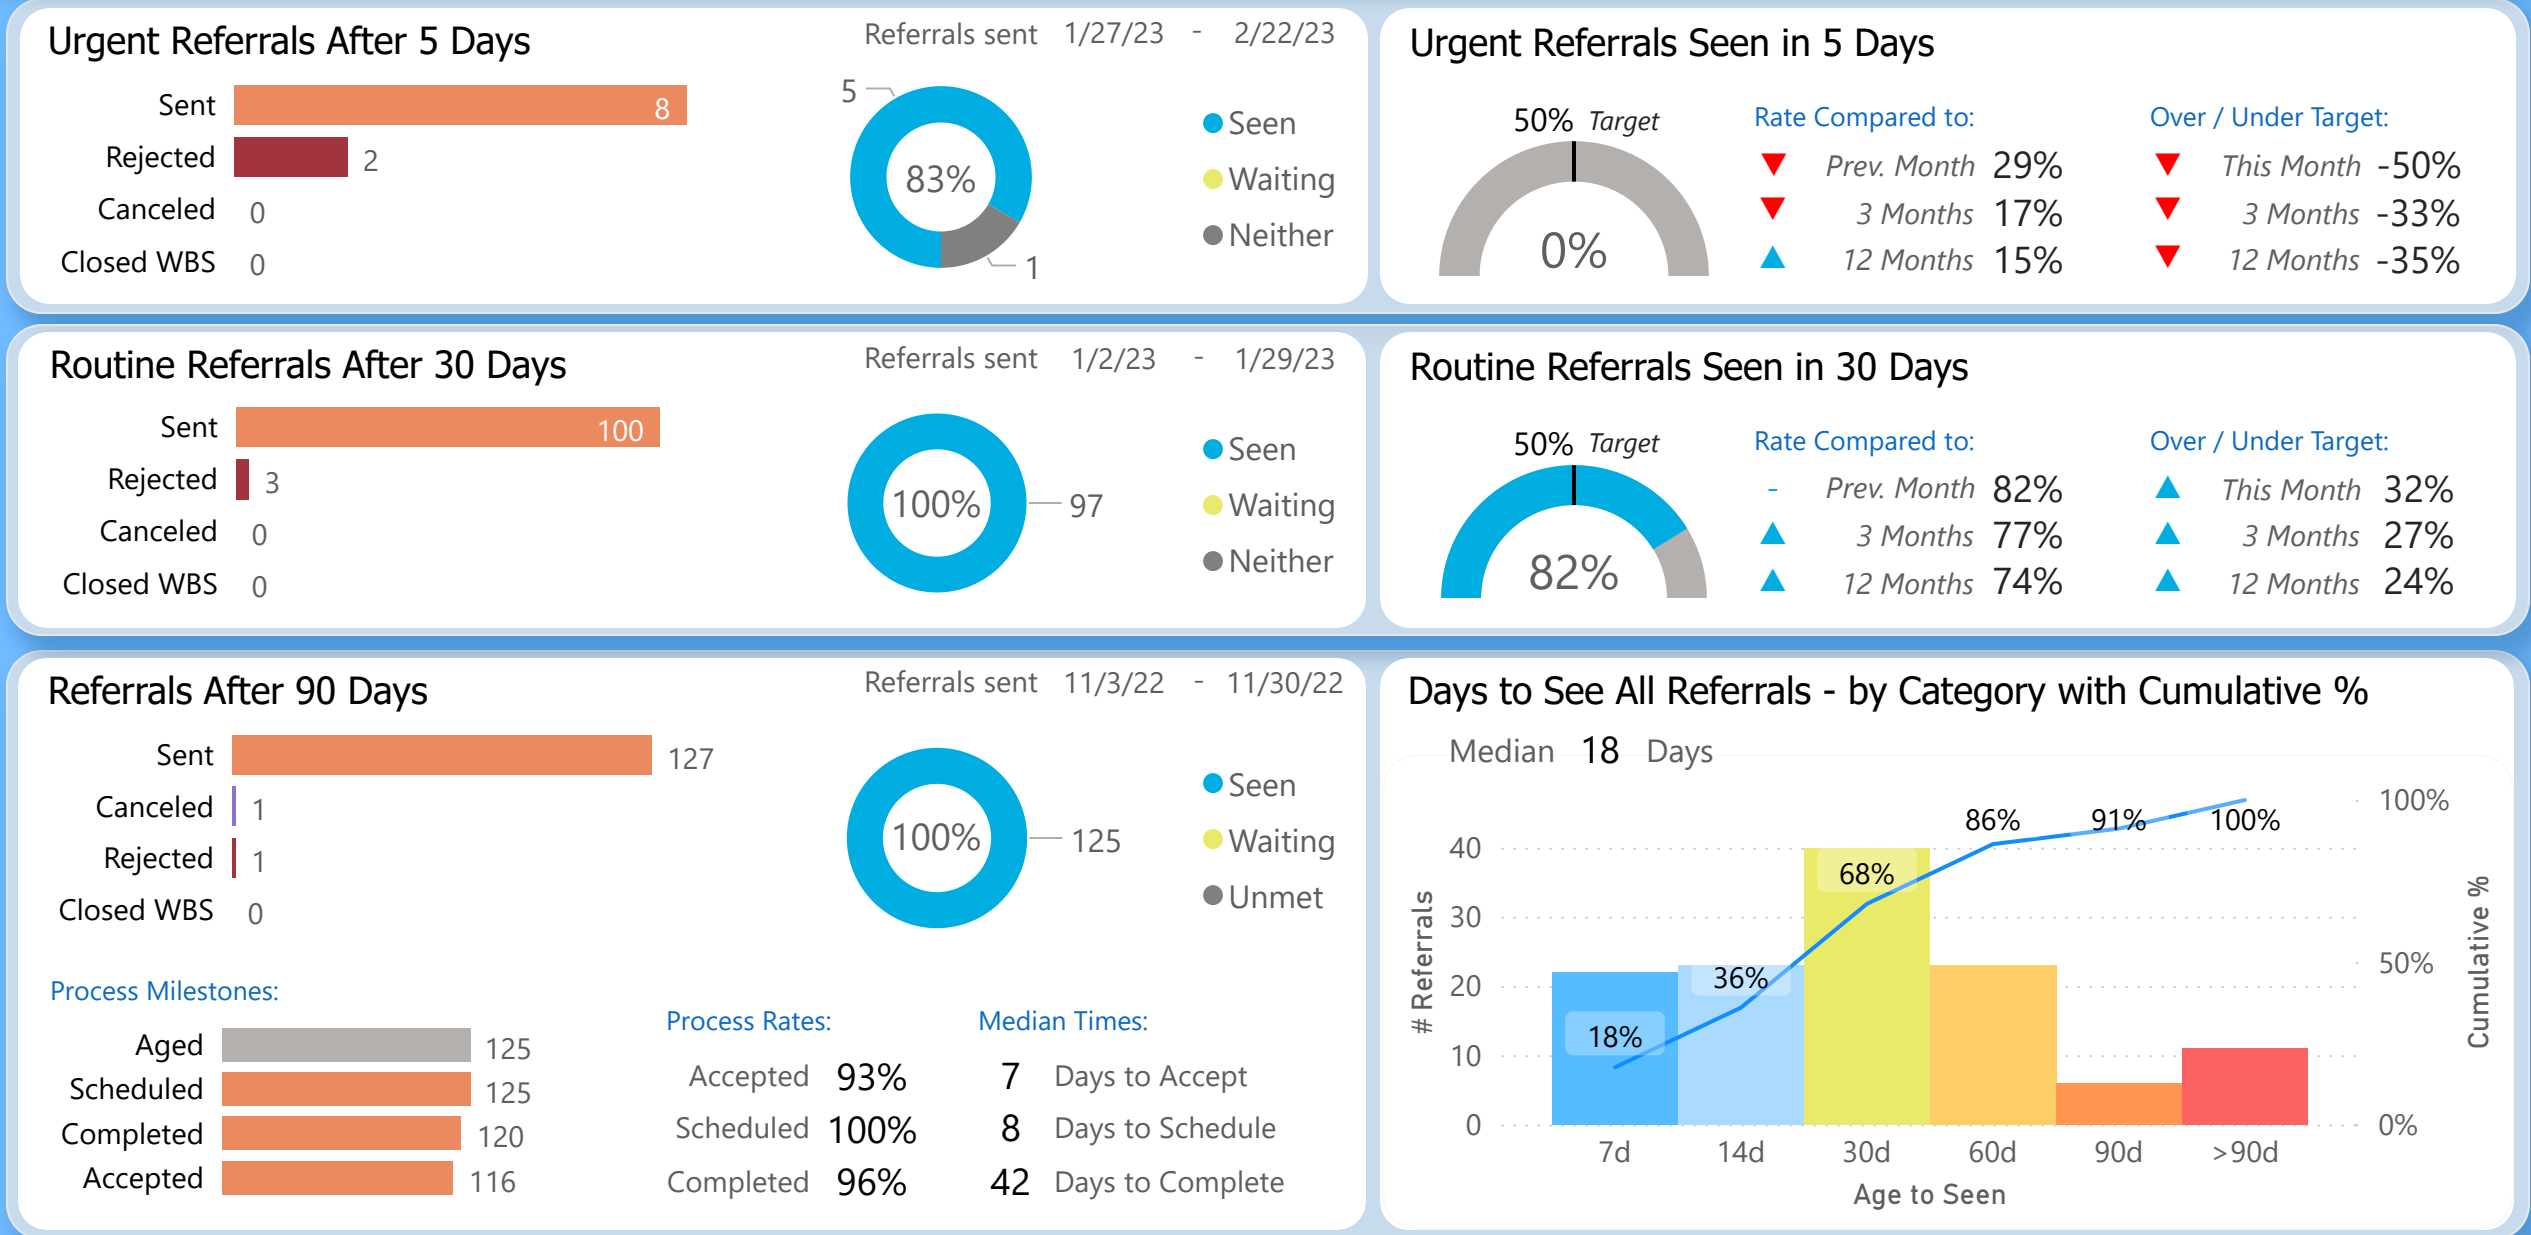 Urgent Referrals After 5 Days
Referrals sent 1/27/23 - 2/22/23
Sent 8
Rejected 2
Canceled 0
Closed WBS 0
5
83%
1
Seen
Waiting
Neither
Urgent Referrals Seen in 5 Days
50% Target
0%
Rate Compared to:
Prev. Month 29%
3 Months 17%
12 Months 15%
Over / Under Target:
This Month -50%
3 Months -33%
12 Months -35%
Routine Referrals After 30 Days
Referrals sent 1/2/23 - 1/29/23
Sent 100
Rejected 3
Canceled 0
Closed WBS 0
100%
97
Seen
Waiting
Neither
Routine Referrals Seen in 30 Days
50% Target
82%
Rate Compared to:
- Prev. Month 82%
3 Months 77%
12 Months 74%
Over / Under Target:
This Month 32%
3 Months 27%
12 Months 24%
Referrals After 90 Days
Referrals sent 11/3/22 - 11/30/22
Sent 127
Canceled 1
Rejected 1
Closed WBS 0
100%
125
Seen
Waiting
Unmet
Process Milestones:
Aged 125
Scheduled 125
Completed 120
Accepted 116
Process Rates:
Accepted 93%
Scheduled 100%
Completed 96%
Median Times:
7 Days to Accept
8 Days to Schedule
42 Days to Complete
Days to See All Referrals - by Category with Cumulative %
Median 18 Days
# Referrals
40
30
20
10
0
18%
36%
68%
86%
91%
100%
100%
50%
0%
Cumulative %
7d 14d 30d 60d 90d >90d
Age to Seen